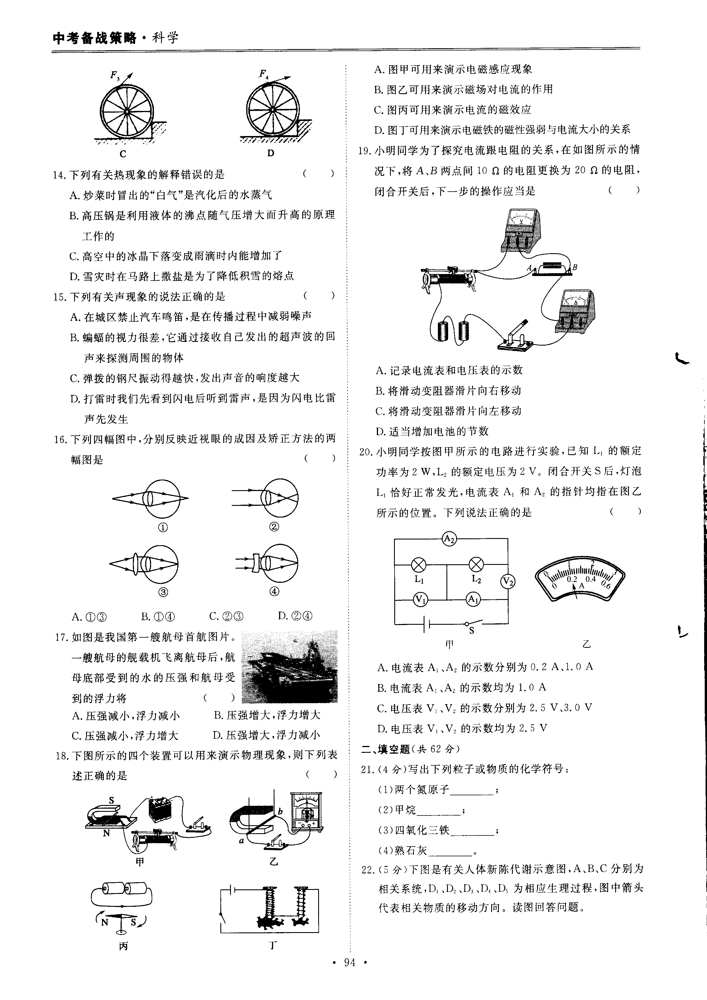 中考备战策略·科学
F₃
F₄
C
D
14. 下列有关热现象的解释错误的是 ( )
A. 炒菜时冒出的“白气”是汽化后的水蒸气
B. 高压锅是利用液体的沸点随气压增大而升高的原理
工作的
C. 高空中的冰晶下落变成雨滴时内能增加了
D. 雪灾时在马路上撒盐是为了降低积雪的熔点
15. 下列有关声现象的说法正确的是 ( )
A. 在城区禁止汽车鸣笛,是在传播过程中减弱噪声
B. 蝙蝠的视力很差,它通过接收自己发出的超声波的回
声来探测周围的物体
C. 弹拨的钢尺振动得越快,发出声音的响度越大
D. 打雷时我们先看到闪电后听到雷声,是因为闪电比雷
声先发生
16. 下列四幅图中,分别反映近视眼的成因及矫正方法的两
幅图是 ( )
①
②
③
④
A. ①③ B. ①④ C. ②③ D. ②④
17. 如图是我国第一艘航母首航图片。
一艘航母的舰载机飞离航母后,航
母底部受到的水的压强和航母受
到的浮力将 ( )
A. 压强减小,浮力减小 B. 压强增大,浮力增大
C. 压强减小,浮力增大 D. 压强增大,浮力减小
18. 下图所示的四个装置可以用来演示物理现象,则下列表
述正确的是 ( )
S
N
甲
a
b
乙
N S
丙
丁
A. 图甲可用来演示电磁感应现象
B. 图乙可用来演示磁场对电流的作用
C. 图丙可用来演示电流的磁效应
D. 图丁可用来演示电磁铁的磁性强弱与电流大小的关系
19. 小明同学为了探究电流跟电阻的关系,在如图所示的情
况下,将 A、B 两点间 10 Ω 的电阻更换为 20 Ω 的电阻,
闭合开关后,下一步的操作应当是 ( )
V
A B
A
A. 记录电流表和电压表的示数
B. 将滑动变阻器滑片向右移动
C. 将滑动变阻器滑片向左移动
D. 适当增加电池的节数
20. 小明同学按图甲所示的电路进行实验,已知 L₁ 的额定
功率为 2 W,L₂ 的额定电压为 2 V。闭合开关 S 后,灯泡
L₁ 恰好正常发光,电流表 A₁ 和 A₂ 的指针均指在图乙
所示的位置。下列说法正确的是 ( )
A₂
L₁ L₂ V₂
V₁ A₁
S
甲
0 1 2 3
0 0.2 0.4 0.6
A
乙
A. 电流表 A₁、A₂ 的示数分别为 0.2 A、1.0 A
B. 电流表 A₁、A₂ 的示数均为 1.0 A
C. 电压表 V₁、V₂ 的示数分别为 2.5 V、3.0 V
D. 电压表 V₁、V₂ 的示数均为 2.5 V
二、填空题(共 62 分)
21. (4 分)写出下列粒子或物质的化学符号:
(1)两个氮原子________;
(2)甲烷________;
(3)四氧化三铁________;
(4)熟石灰________。
22. (5 分)下图是有关人体新陈代谢示意图,A、B、C 分别为
相关系统,D₁、D₂、D₃、D₄、D₅ 为相应生理过程,图中箭头
代表相关物质的移动方向。读图回答问题。
· 94 ·